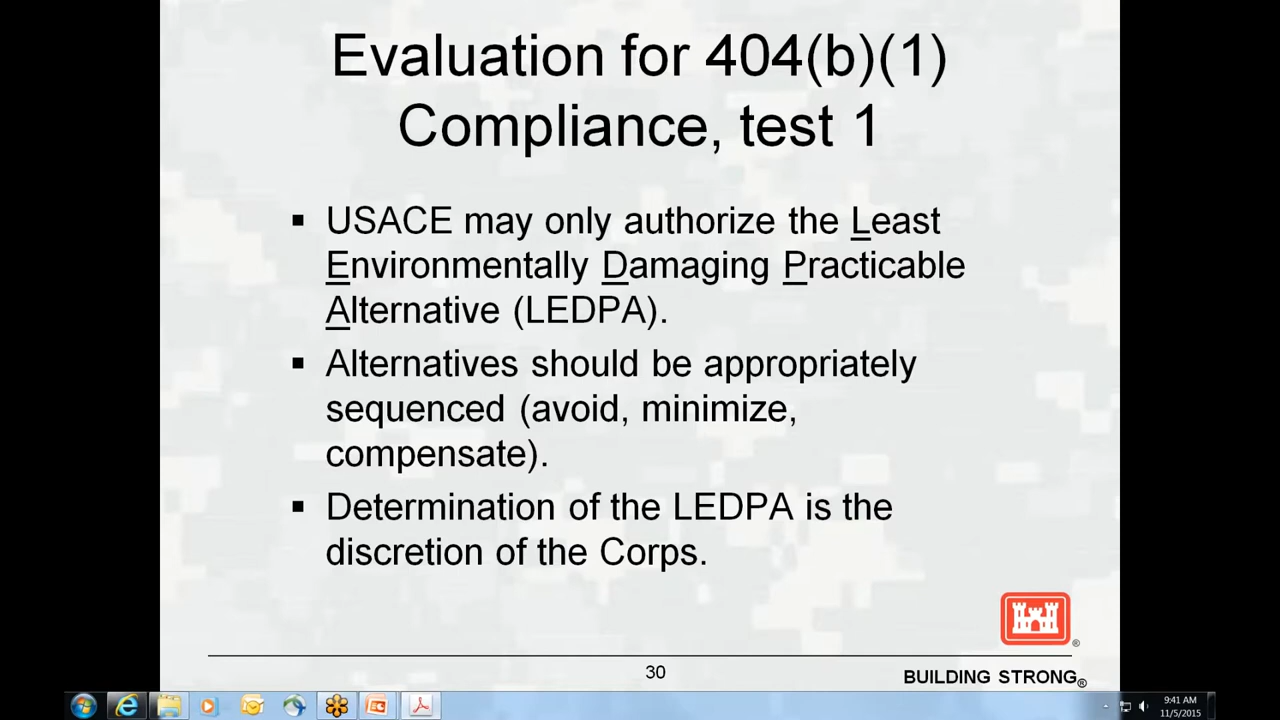 Evaluation for 404(b)(1)
Compliance, test 1
▪ USACE may only authorize the Least
Environmentally Damaging Practicable
Alternative (LEDPA).
▪ Alternatives should be appropriately
sequenced (avoid, minimize,
compensate).
▪ Determination of the LEDPA is the
discretion of the Corps.
®
30
BUILDING STRONG®
9:41 AM
11/5/2015